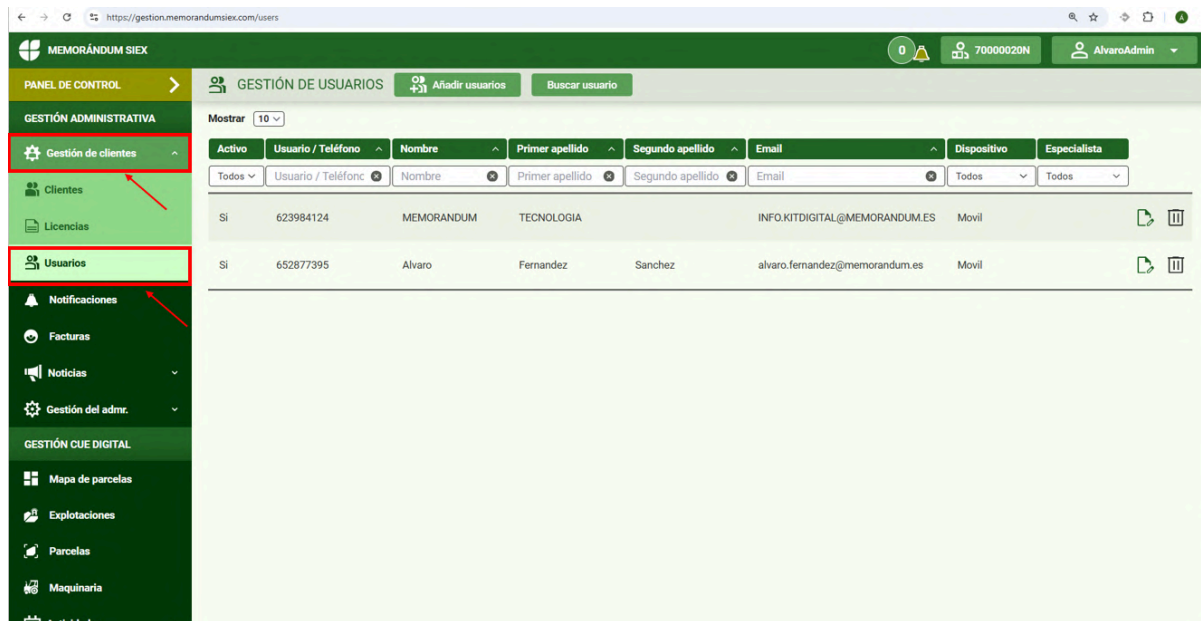 https://gestion.memorandumsiex.com/users
MEMORÁNDUM SIEX
0
70000020N
AlvaroAdmin
PANEL DE CONTROL
GESTIÓN DE USUARIOS
Añadir usuarios
Buscar usuario
GESTIÓN ADMINISTRATIVA
Gestión de clientes
Clientes
Licencias
Usuarios
Notificaciones
Facturas
Noticias
Gestión del admr.
GESTIÓN CUE DIGITAL
Mapa de parcelas
Explotaciones
Parcelas
Maquinaria
Mostrar 10
Activo Usuario / Teléfono Nombre Primer apellido Segundo apellido Email Dispositivo Especialista
Todos Usuario / Teléfonc Nombre Primer apellido Segundo apellido Email Todos Todos
Si 623984124 MEMORANDUM TECNOLOGIA INFO.KITDIGITAL@MEMORANDUM.ES Movil
Si 652877395 Alvaro Fernandez Sanchez alvaro.fernandez@memorandum.es Movil